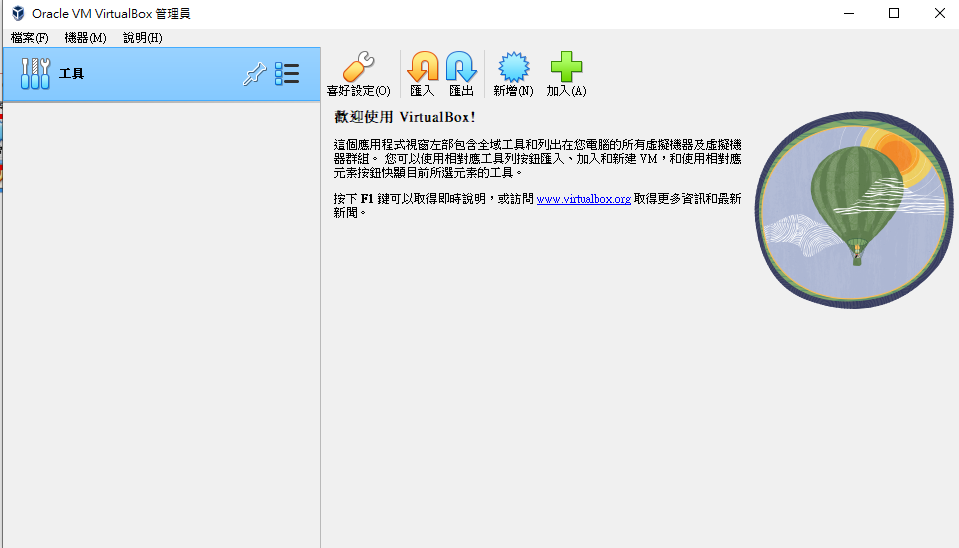 Oracle VM VirtualBox 管理員
檔案(F) 機器(M) 說明(H)
工具
喜好設定(O) 匯入 匯出 新增(N) 加入(A)
歡迎使用 VirtualBox!
這個應用程式視窗左部包含全域工具和列出在您電腦的所有虛擬機器及虛擬機
器群組。 您可以使用相對應工具列按鈕匯入、加入和新建 VM，和使用相對應
元素按鈕快顯目前所選元素的工具。
按下 F1 鍵可以取得即時說明，或訪問 www.virtualbox.org 取得更多資訊和最新
新聞。